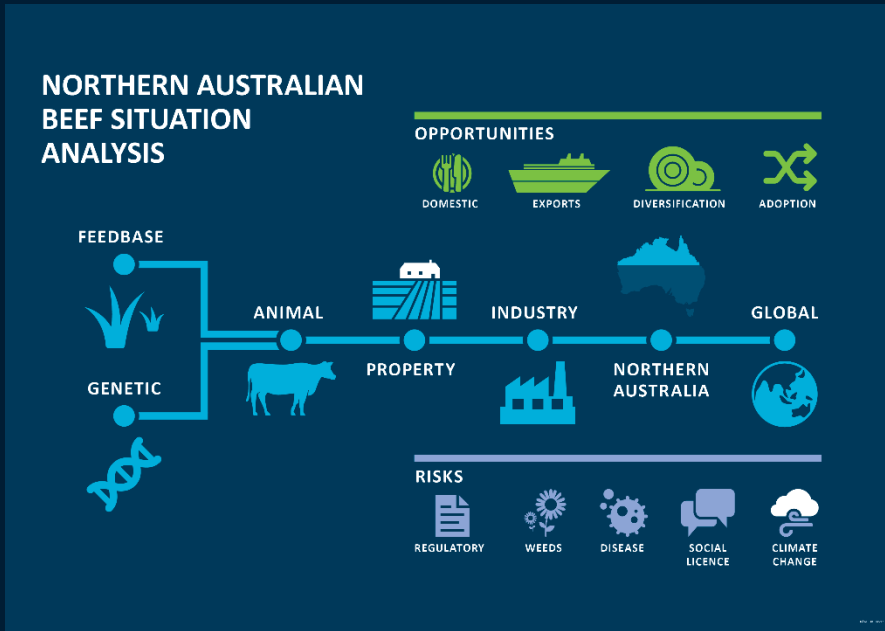 NORTHERN AUSTRALIAN
BEEF SITUATION
ANALYSIS
OPPORTUNITIES
DOMESTIC
EXPORTS
DIVERSIFICATION
ADOPTION
FEEDBASE
GENETIC
ANIMAL
PROPERTY
INDUSTRY
NORTHERN
AUSTRALIA
GLOBAL
RISKS
REGULATORY
WEEDS
DISEASE
SOCIAL
LICENCE
CLIMATE
CHANGE